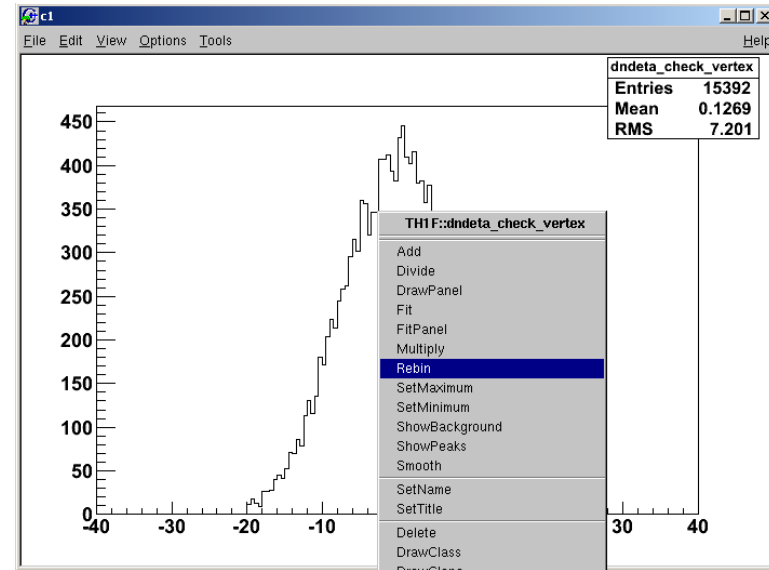 c1
File Edit View Options Tools Help
dndeta_check_vertex
Entries 15392
Mean 0.1269
RMS 7.201
450
400
350
300
250
200
150
100
50
0
-40 -30 -20 -10 30 40
TH1F::dndeta_check_vertex
Add
Divide
DrawPanel
Fit
FitPanel
Multiply
Rebin
SetMaximum
SetMinimum
ShowBackground
ShowPeaks
Smooth
SetName
SetTitle
Delete
DrawClass
DrawClone